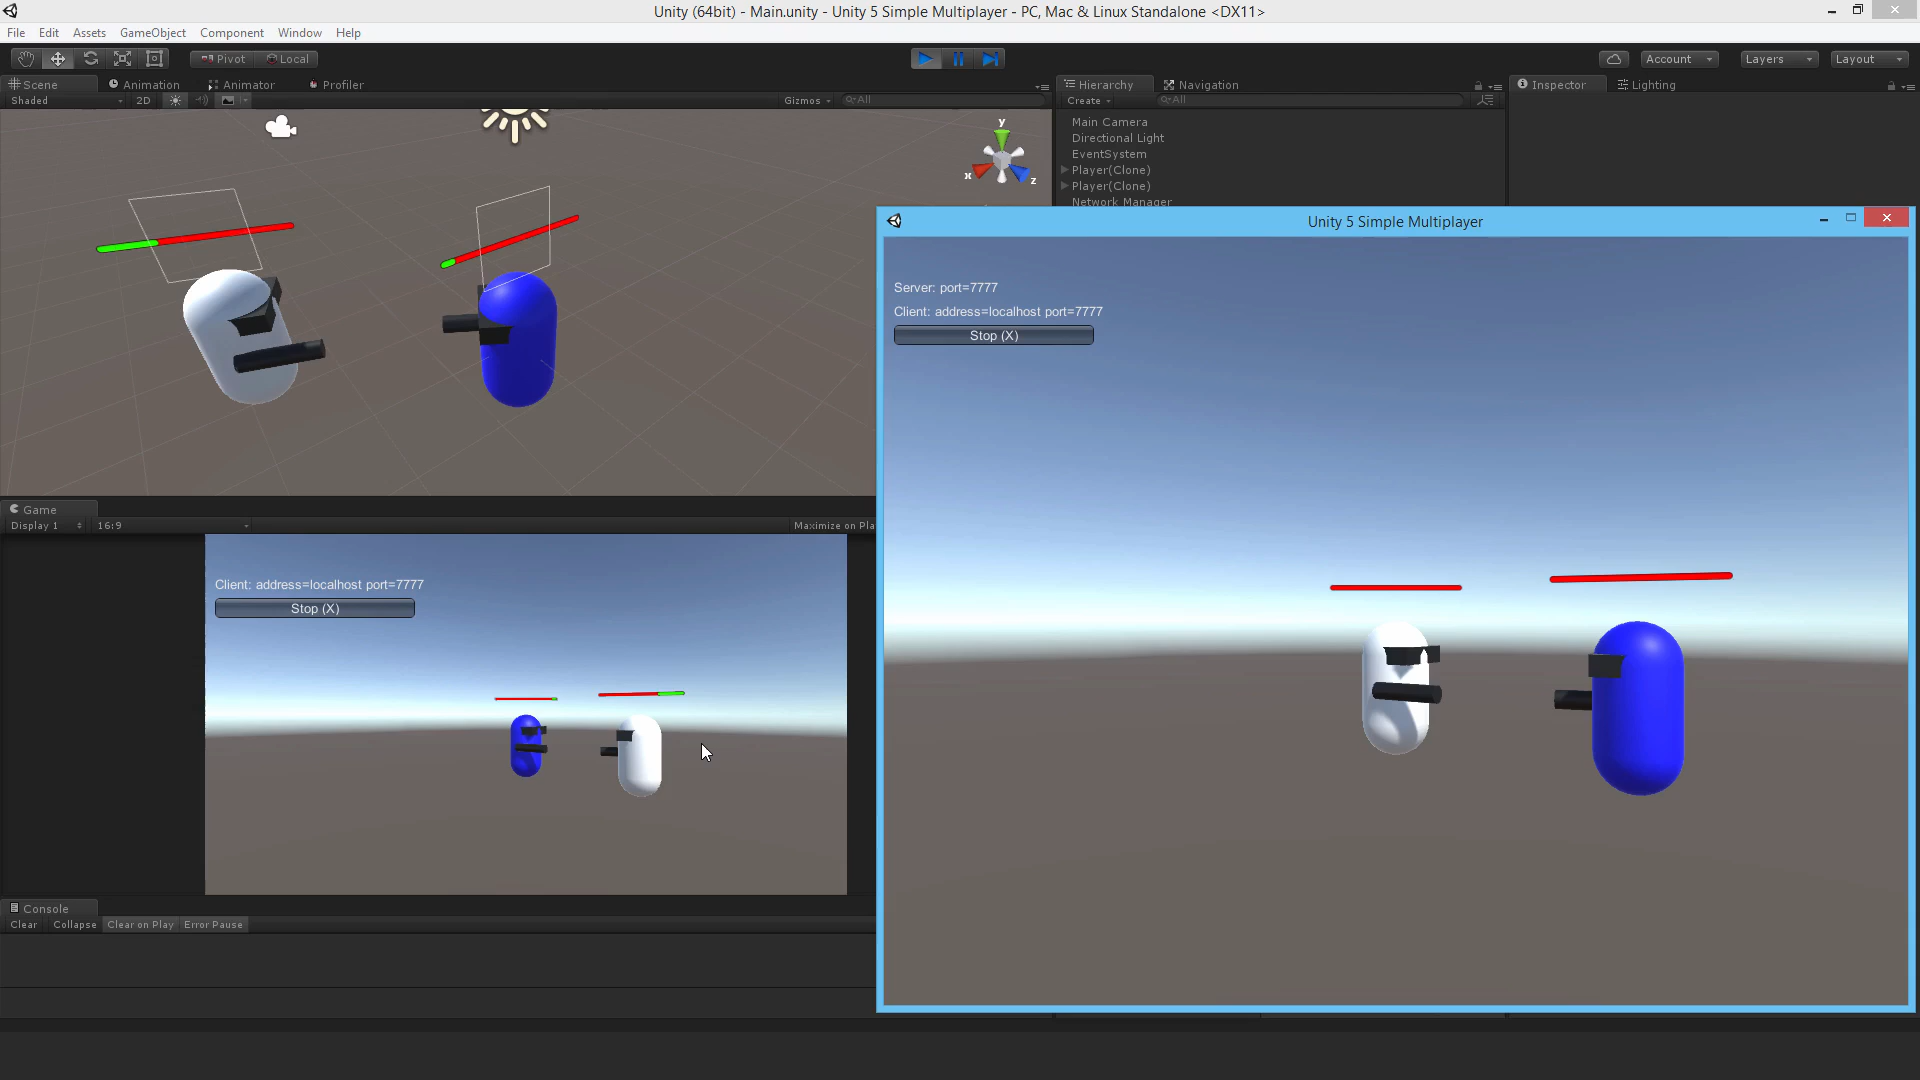 Unity (64bit) - Main.unity - Unity 5 Simple Multiplayer - PC, Mac & Linux Standalone <DX11>
File Edit Assets GameObject Component Window Help
Pivot Local
Account Layers Layout
Scene Animation Animator Profiler
Shaded 2D Gizmos All
y
x
z
Hierarchy Navigation
Create All
Main Camera
Directional Light
EventSystem
Player(Clone)
Player(Clone)
Network Manager
Inspector Lighting
Unity 5 Simple Multiplayer
Server: port=7777
Client: address=localhost port=7777
Stop (X)
Game
Display 1 16:9 Maximize on Pla
Client: address=localhost port=7777
Stop (X)
Console
Clear Collapse Clear on Play Error Pause